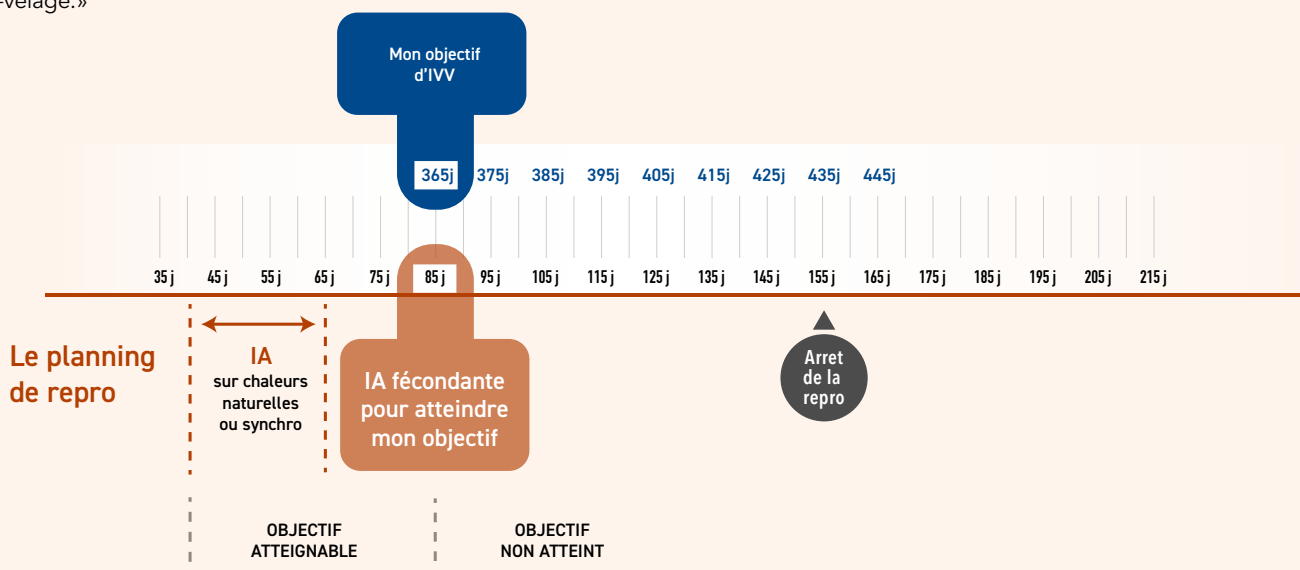 -vêlage.»
Mon objectif
d'IVV
365j 375j 385j 395j 405j 415j 425j 435j 445j
35 j 45 j 55 j 65 j 75 j 85 j 95 j 105 j 115 j 125 j 135 j 145 j 155 j 165 j 175 j 185 j 195 j 205 j 215 j
Le planning
de repro
IA
sur chaleurs
naturelles
ou synchro
IA fécondante
pour atteindre
mon objectif
Arret
de la
repro
OBJECTIF
ATTEIGNABLE
OBJECTIF
NON ATTEINT